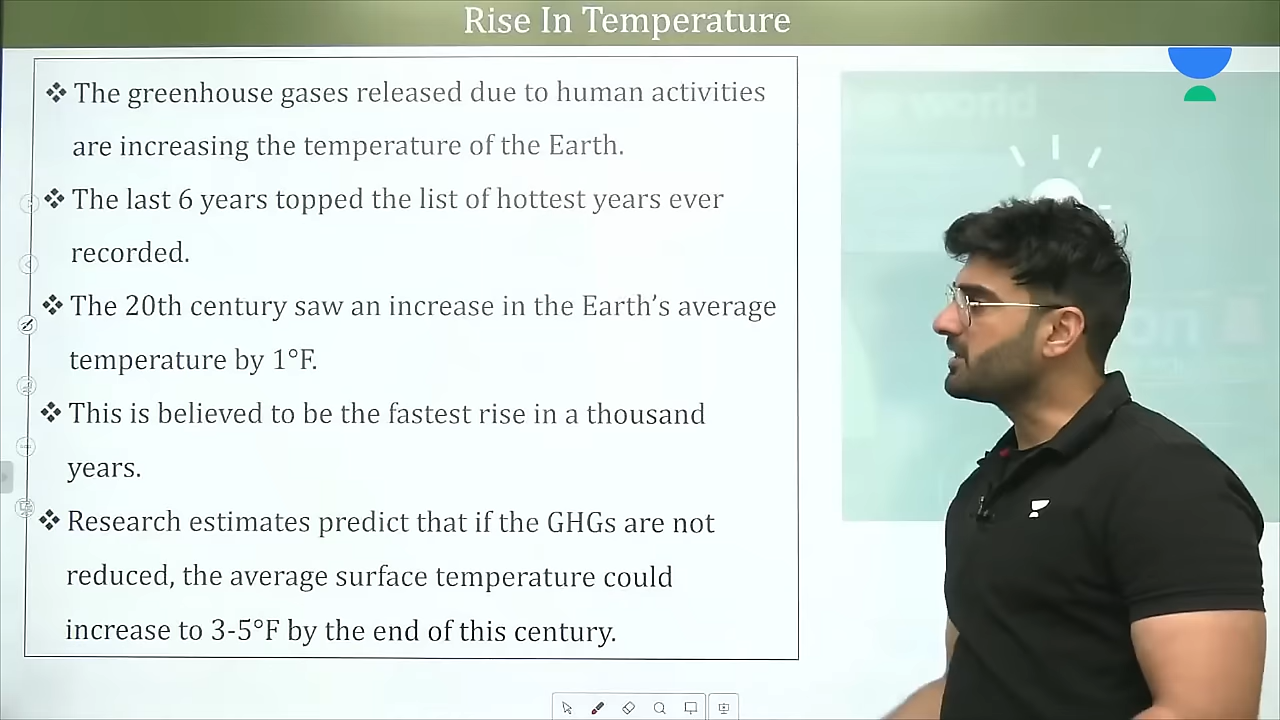 Rise In Temperature
❖ The greenhouse gases released due to human activities
are increasing the temperature of the Earth.
❖ The last 6 years topped the list of hottest years ever
recorded.
❖ The 20th century saw an increase in the Earth’s average
temperature by 1°F.
❖ This is believed to be the fastest rise in a thousand
years.
❖ Research estimates predict that if the GHGs are not
reduced, the average surface temperature could
increase to 3-5°F by the end of this century.